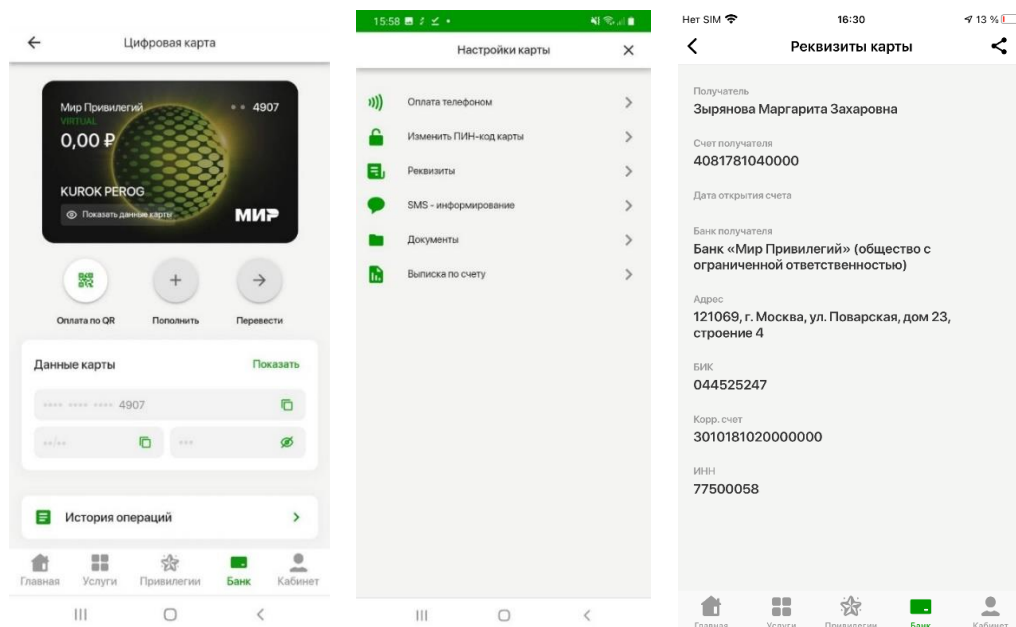 Цифровая карта
Мир Привилегий
VIRTUAL
4907
0,00 ₽
KUROK PEROG
Показать данные карты
МИР
Оплата по QR
Пополнить
Перевести
Данные карты
Показать
•••• •••• •••• 4907
••/••
•••
История операций
Главная
Услуги
Привилегии
Банк
Кабинет
15:58
Настройки карты
Оплата телефоном
Изменить ПИН-код карты
Реквизиты
SMS - информирование
Документы
Выписка по счету
Нет SIM
16:30
13 %
Реквизиты карты
Получатель
Зырянова Маргарита Захаровна
Счет получателя
4081781040000
Дата открытия счета
Банк получателя
Банк «Мир Привилегий» (общество с
ограниченной ответственностью)
Адрес
121069, г. Москва, ул. Поварская, дом 23,
строение 4
БИК
044525247
Корр. счет
3010181020000000
ИНН
77500058
Главная
Услуги
Привилегии
Банк
Кабинет